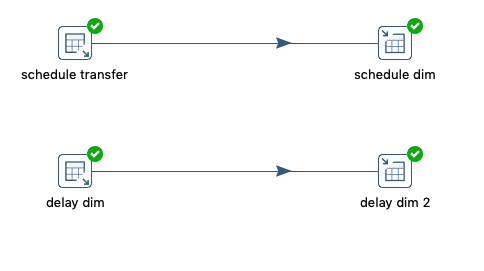 schedule transfer
schedule dim
delay dim
delay dim 2